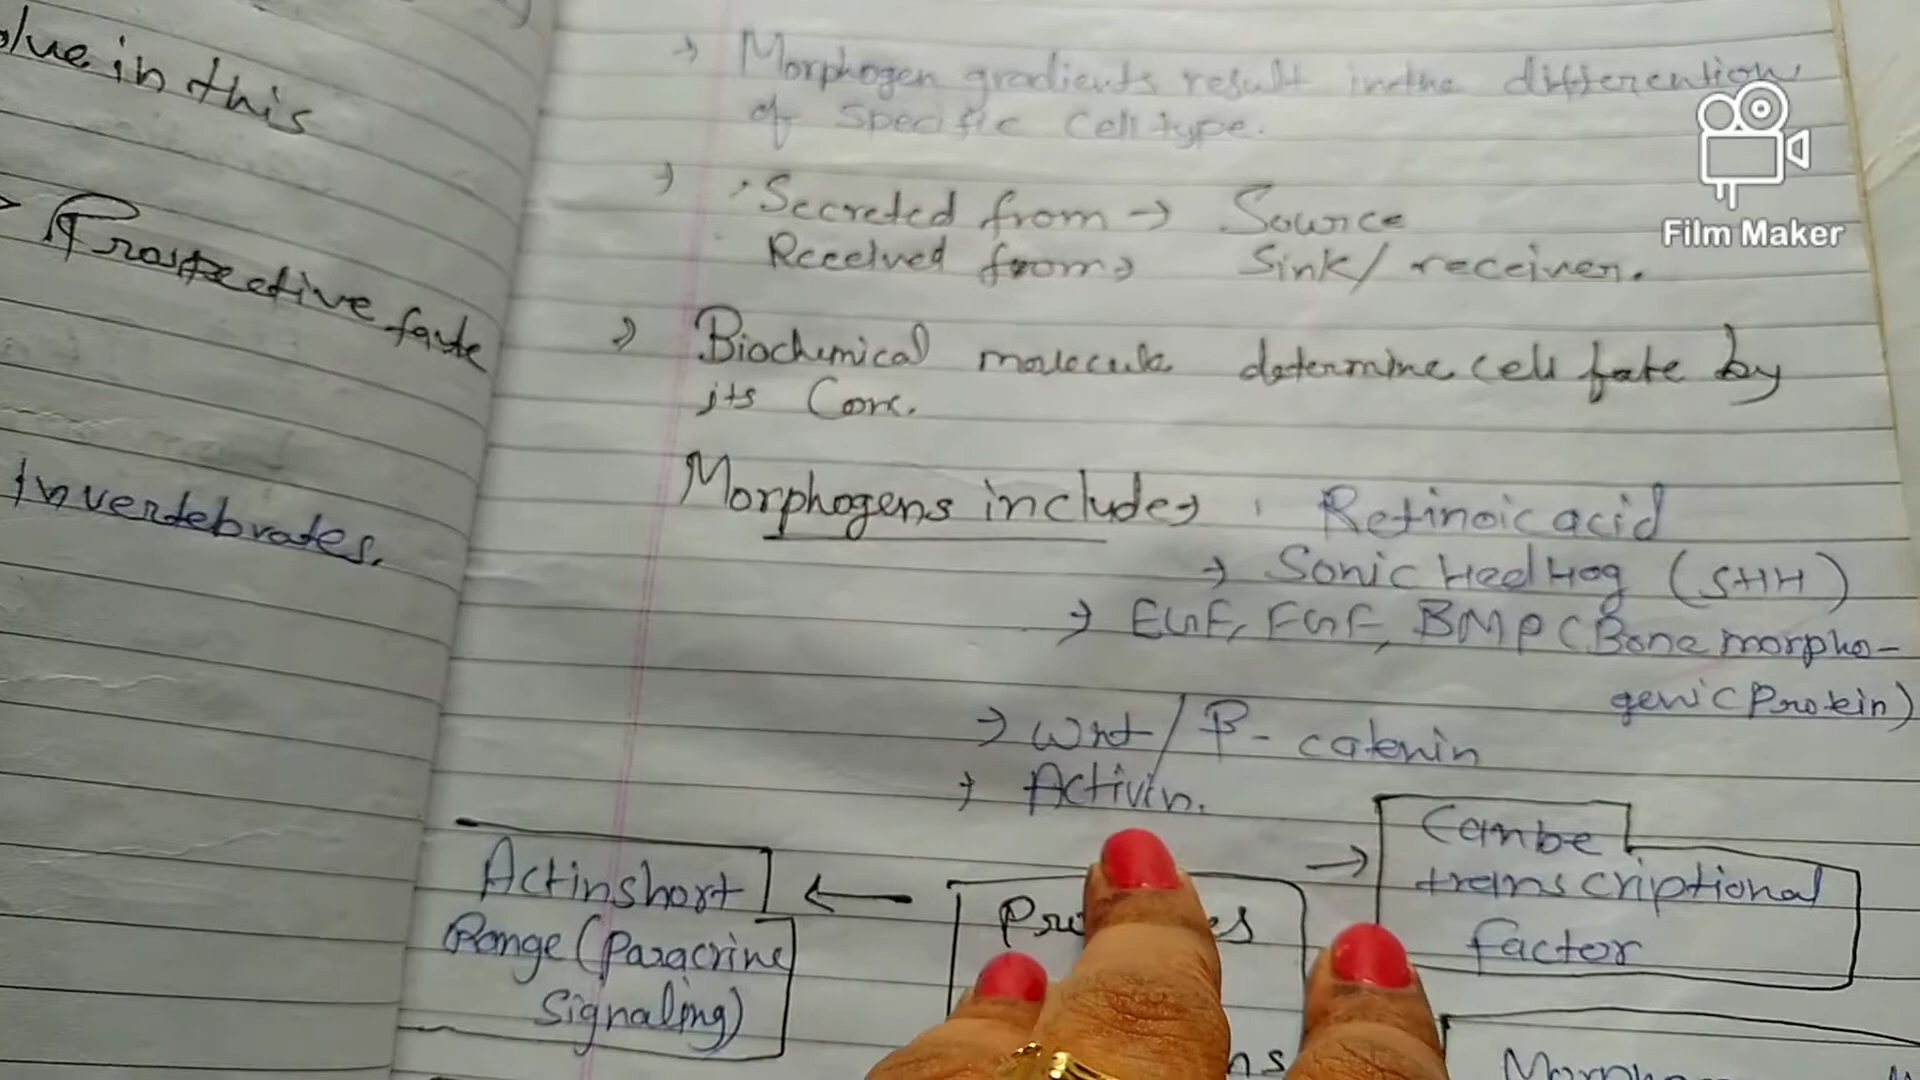 olve in this
Prospective fate
Invertebrates.
→ Morphogen gradients result in the differention
of specific cell type.
→ Secreted from → Source
Received from → Sink/ receiver.
→ Biochemical molecule determine cell fate by
its Conc.
Morphogens include → Retinoic acid
→ Sonic HedHog (SHH)
→ EGF, FGF, BMP (Bone morpho-
genic Protein)
→ Wnt/β-catenin
→ Activin.
Can be
transcriptional
factor
Act in short
Range (Paracrine
Signaling)
Film Maker